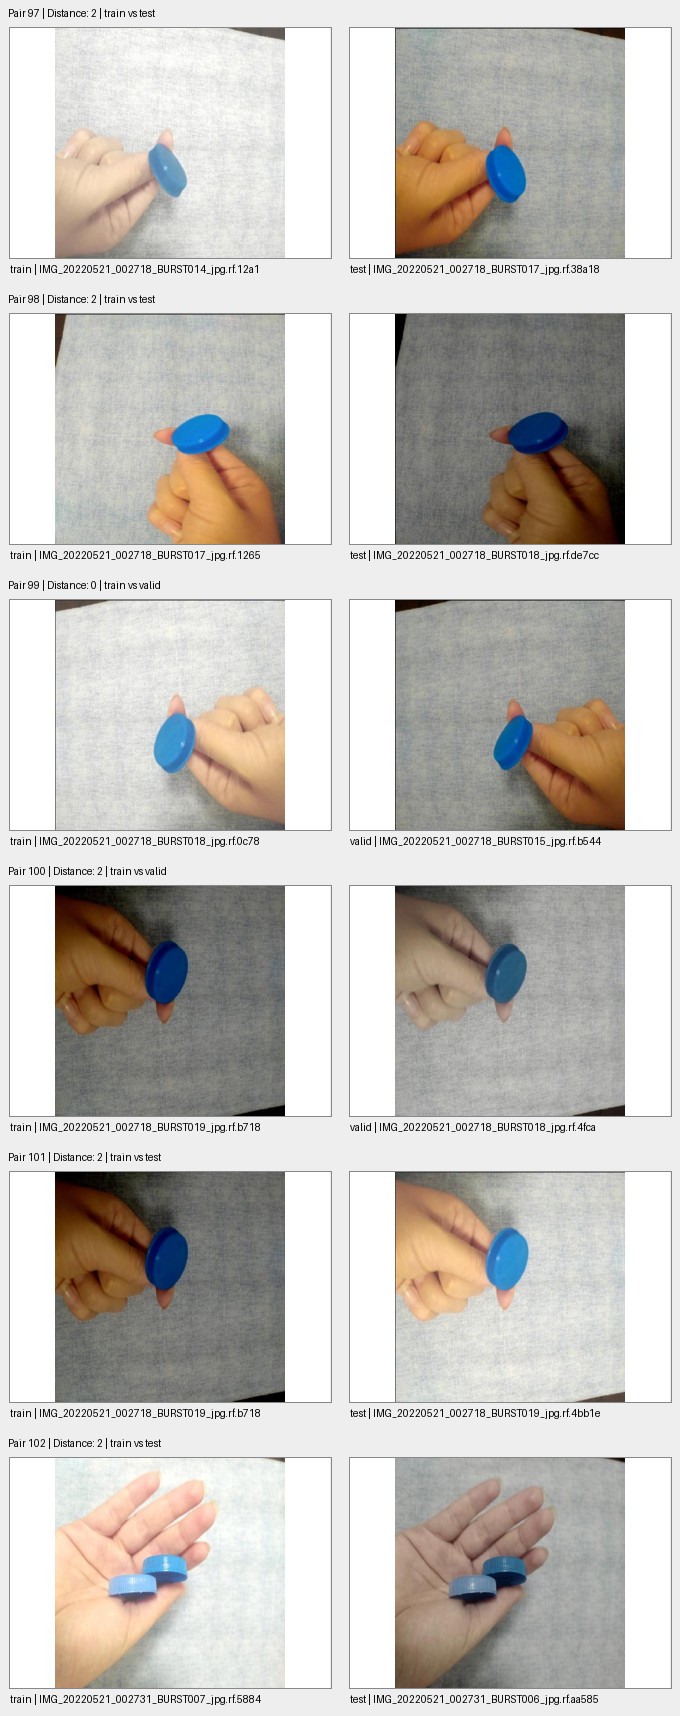 Pair 97 | Distance: 2 | train vs test
train | IMG_20220521_002718_BURST014_jpg.rf.12a1
test | IMG_20220521_002718_BURST017_jpg.rf.38a18
Pair 98 | Distance: 2 | train vs test
train | IMG_20220521_002718_BURST017_jpg.rf.1265
test | IMG_20220521_002718_BURST018_jpg.rf.de7cc
Pair 99 | Distance: 0 | train vs valid
train | IMG_20220521_002718_BURST018_jpg.rf.0c78
valid | IMG_20220521_002718_BURST015_jpg.rf.b544
Pair 100 | Distance: 2 | train vs valid
train | IMG_20220521_002718_BURST019_jpg.rf.b718
valid | IMG_20220521_002718_BURST018_jpg.rf.4fca
Pair 101 | Distance: 2 | train vs test
train | IMG_20220521_002718_BURST019_jpg.rf.b718
test | IMG_20220521_002718_BURST019_jpg.rf.4bb1e
Pair 102 | Distance: 2 | train vs test
train | IMG_20220521_002731_BURST007_jpg.rf.5884
test | IMG_20220521_002731_BURST006_jpg.rf.aa585